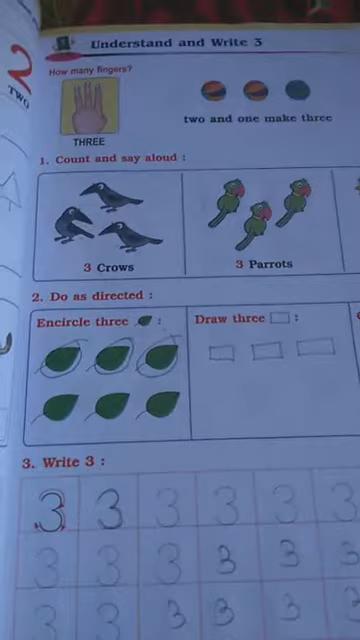 2
TWO
Understand and Write 3
How many fingers?
THREE
two and one make three
1. Count and say aloud :
3 Crows
3 Parrots
2. Do as directed :
Encircle three :
Draw three :
3. Write 3 :
3 3 3 3 3 3
3 3 3 3 3 3
3 3 3 3 3 3